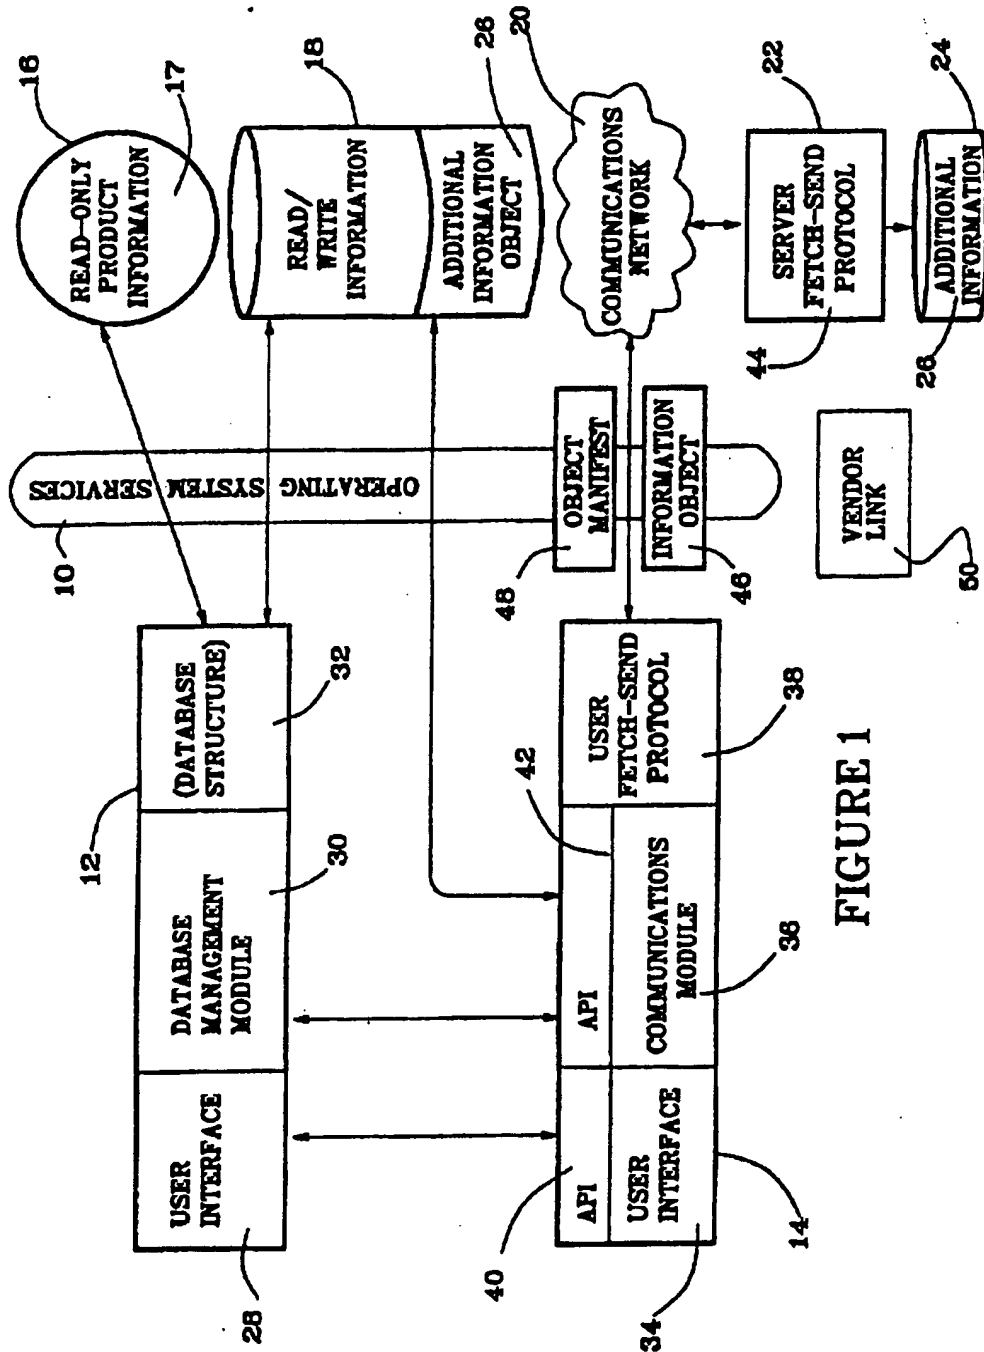 16
READ-ONLY
PRODUCT
INFORMATION
17
10
OPERATING SYSTEM SERVICES
12
USER
INTERFACE
28
DATABASE
MANAGEMENT
MODULE
30
(DATABASE
STRUCTURE)
32
18
READ/
WRITE
INFORMATION
ADDITIONAL
INFORMATION
OBJECT
26
40
API
USER
INTERFACE
34
14
API
42
COMMUNICATIONS
MODULE
36
USER
FETCH-SEND
PROTOCOL
38
48
OBJECT
MANIFEST
INFORMATION
OBJECT
46
20
COMMUNICATIONS
NETWORK
22
SERVER
FETCH-SEND
PROTOCOL
44
24
ADDITIONAL
INFORMATION
26
VENDOR
LINK
50
FIGURE 1